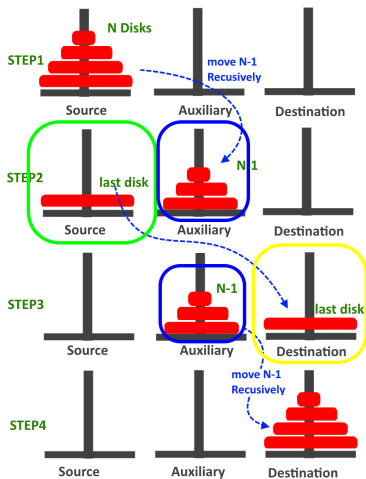 N Disks
STEP1
move N-1
Recusively
Source Auxiliary Destination
STEP2
last disk
N-1
Source Auxiliary Destination
STEP3
N-1
last disk
Source Auxiliary Destination
move N-1
Recusively
STEP4
Source Auxiliary Destination